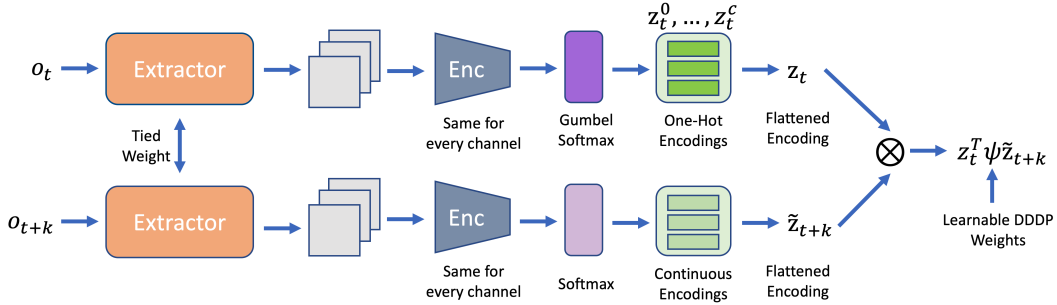 z_t^0, … , z_t^c
o_t
Extractor
Enc
z_t
Same for
every channel
Gumbel
Softmax
One-Hot
Encodings
Flattened
Encoding
Tied
Weight
z_t^T ψ z̃_{t+k}
o_{t+k}
Extractor
Enc
z̃_{t+k}
Learnable DDDP
Weights
Same for
every channel
Softmax
Continuous
Encodings
Flattened
Encoding